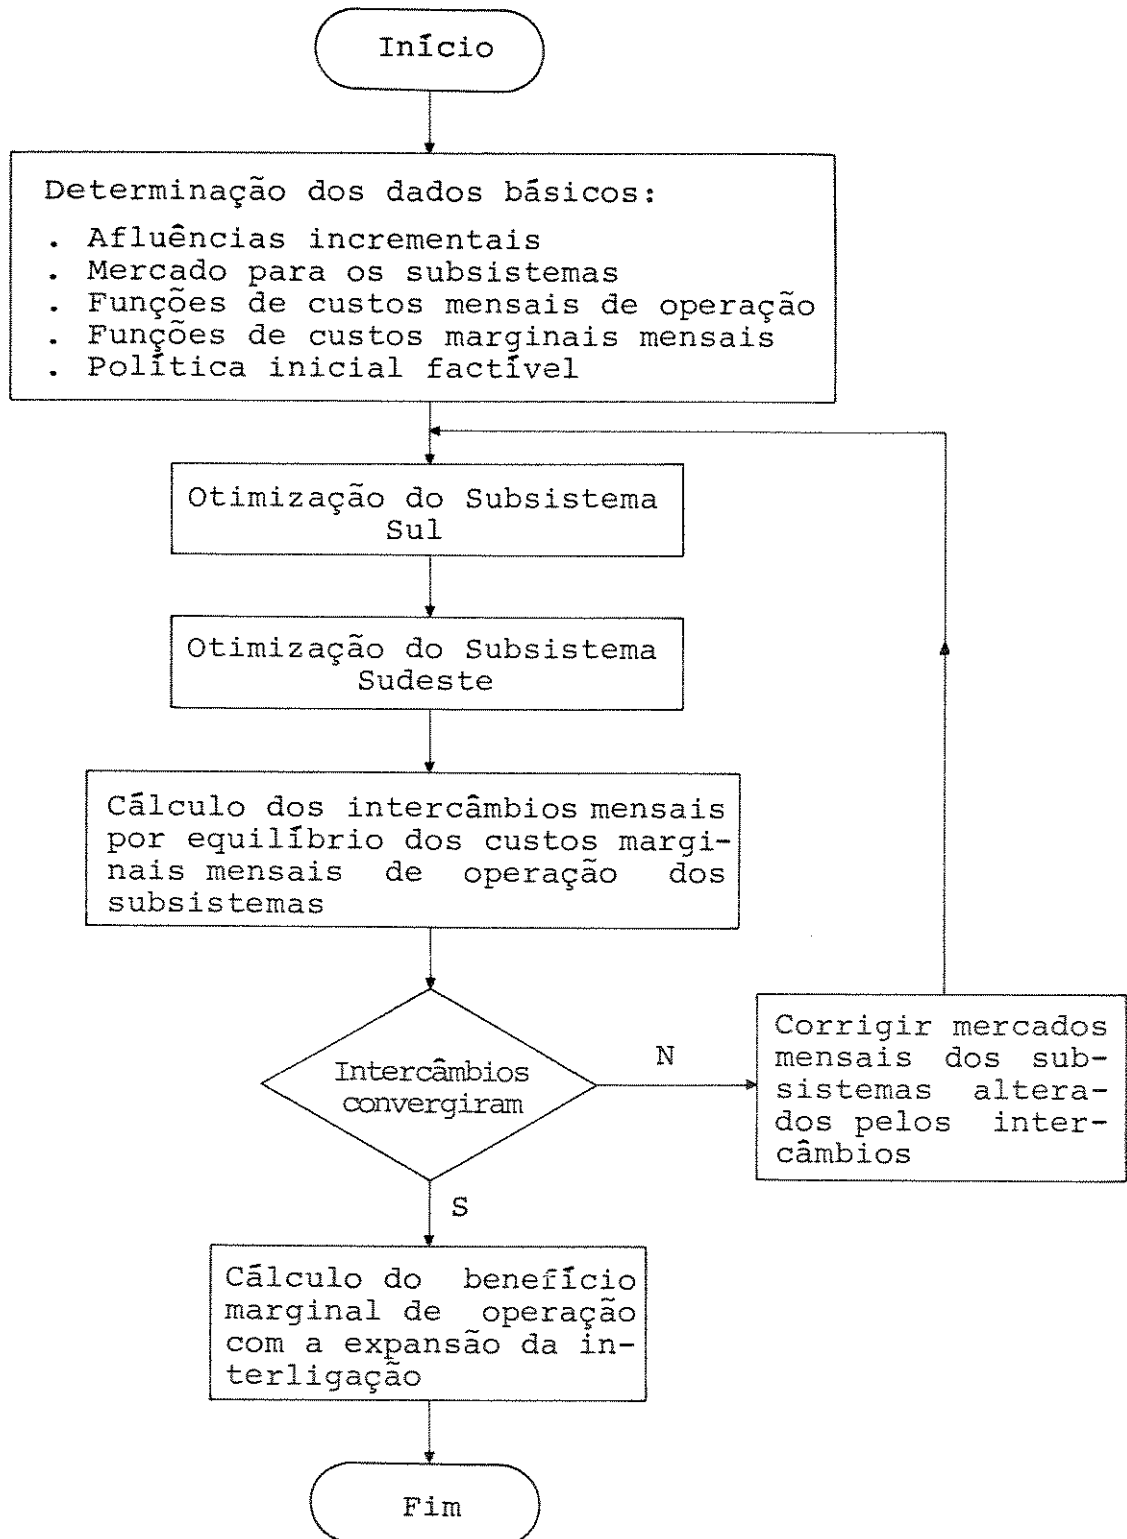 Início
Determinação dos dados básicos:
. Afluências incrementais
. Mercado para os subsistemas
. Funções de custos mensais de operação
. Funções de custos marginais mensais
. Política inicial factível
Otimização do Subsistema
Sul
Otimização do Subsistema
Sudeste
Cálculo dos intercâmbios mensais
por equilíbrio dos custos margi-
nais mensais de operação dos
subsistemas
Intercâmbios
convergiram
N
Corrigir mercados
mensais dos sub-
sistemas altera-
dos pelos inter-
câmbios
S
Cálculo do benefício
marginal de operação
com a expansão da in-
terligação
Fim